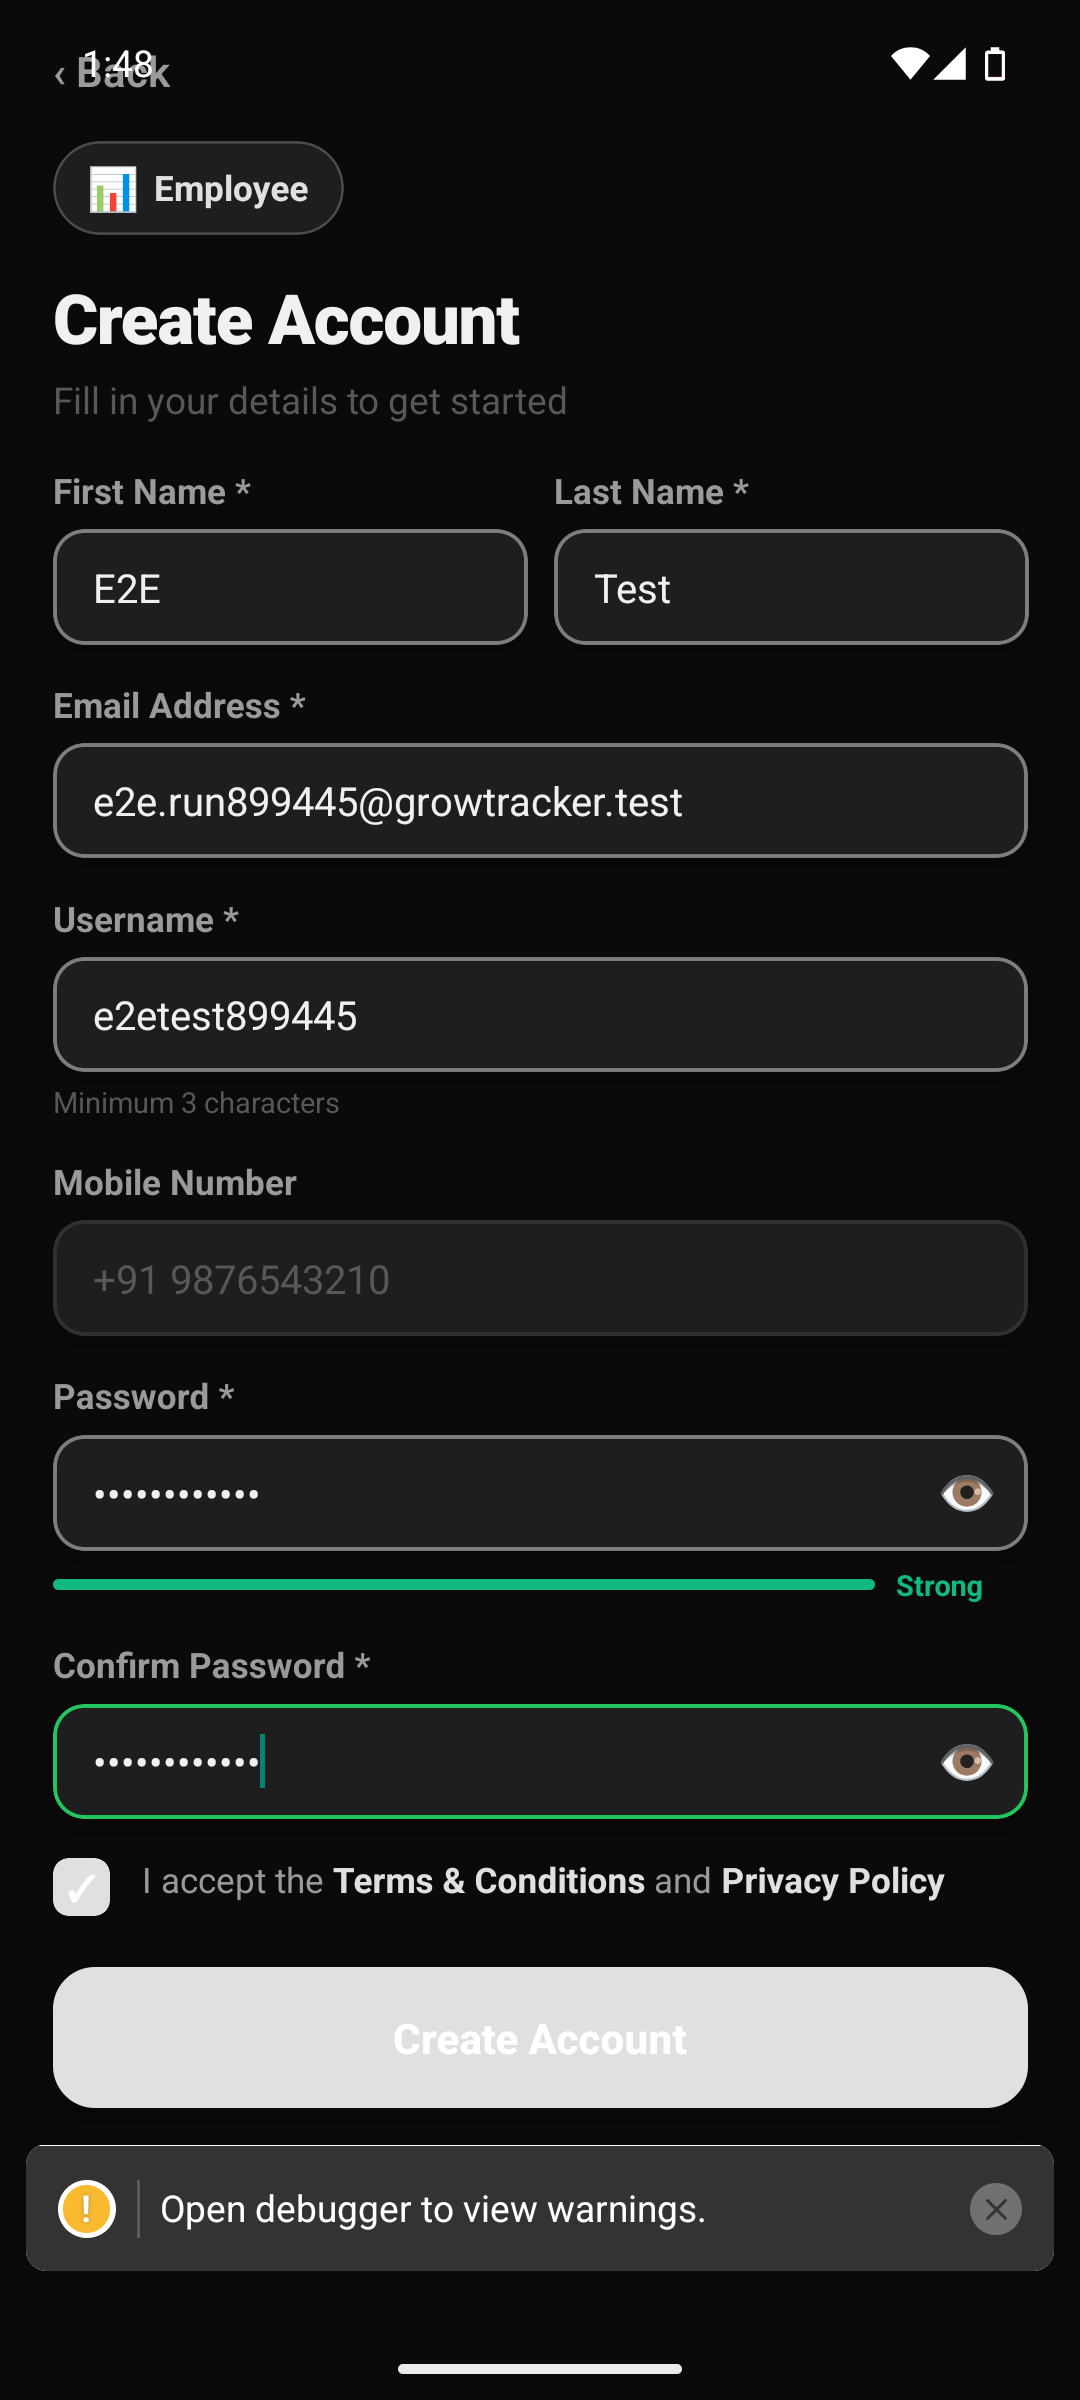 1:48
‹ Back
Employee
Create Account
Fill in your details to get started
First Name *
Last Name *
E2E
Test
Email Address *
e2e.run899445@growtracker.test
Username *
e2etest899445
Minimum 3 characters
Mobile Number
+91 9876543210
Password *
••••••••••••
Strong
Confirm Password *
••••••••••••
✓ I accept the Terms & Conditions and Privacy Policy
Create Account
! Open debugger to view warnings.